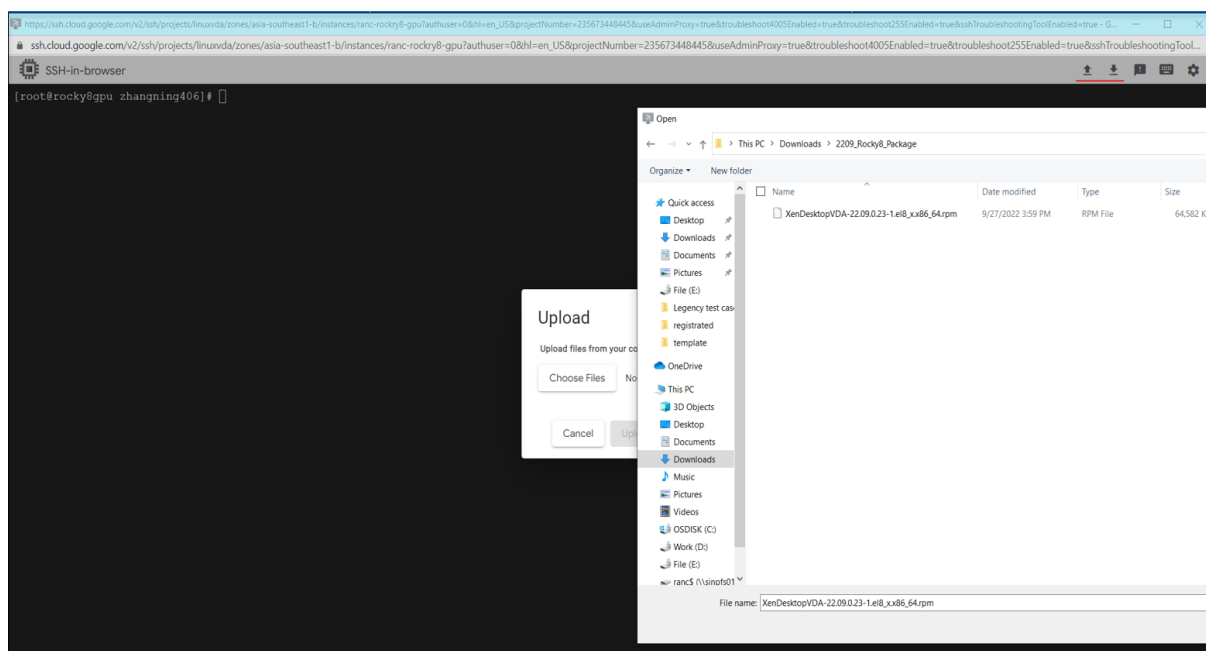 https://ssh.cloud.google.com/v2/ssh/projects/linuxvda/zones/asia-southeast1-b/instances/ranc-rockry8-gpu?authuser=0&hl=en_US&projectNumber=235673448445&useAdminProxy=true&troubleshoot4005Enabled=true&troubleshoot255Enabled=true&sshTroubleshootingToolEnabled=true - G...
ssh.cloud.google.com/v2/ssh/projects/linuxvda/zones/asia-southeast1-b/instances/ranc-rockry8-gpu?authuser=0&hl=en_US&projectNumber=235673448445&useAdminProxy=true&troubleshoot4005Enabled=true&troubleshoot255Enabled=true&sshTroubleshootingTool...
SSH-in-browser
[root@rocky8gpu zhangning406]#
Open
This PC > Downloads > 2209_Rocky8_Package
Organize New folder
Name Date modified Type Size
XenDesktopVDA-22.09.0.23-1.el8_x.x86_64.rpm 9/27/2022 3:59 PM RPM File 64,582 K
Quick access
Desktop
Downloads
Documents
Pictures
File (E:)
Legency test cas
registrated
template
OneDrive
This PC
3D Objects
Desktop
Documents
Downloads
Music
Pictures
Videos
OSDISK (C:)
Work (D:)
File (E:)
ranc$ (\\sinpfs01
File name: XenDesktopVDA-22.09.0.23-1.el8_x.x86_64.rpm
Upload
Upload files from your co
Choose Files No
Cancel Upl